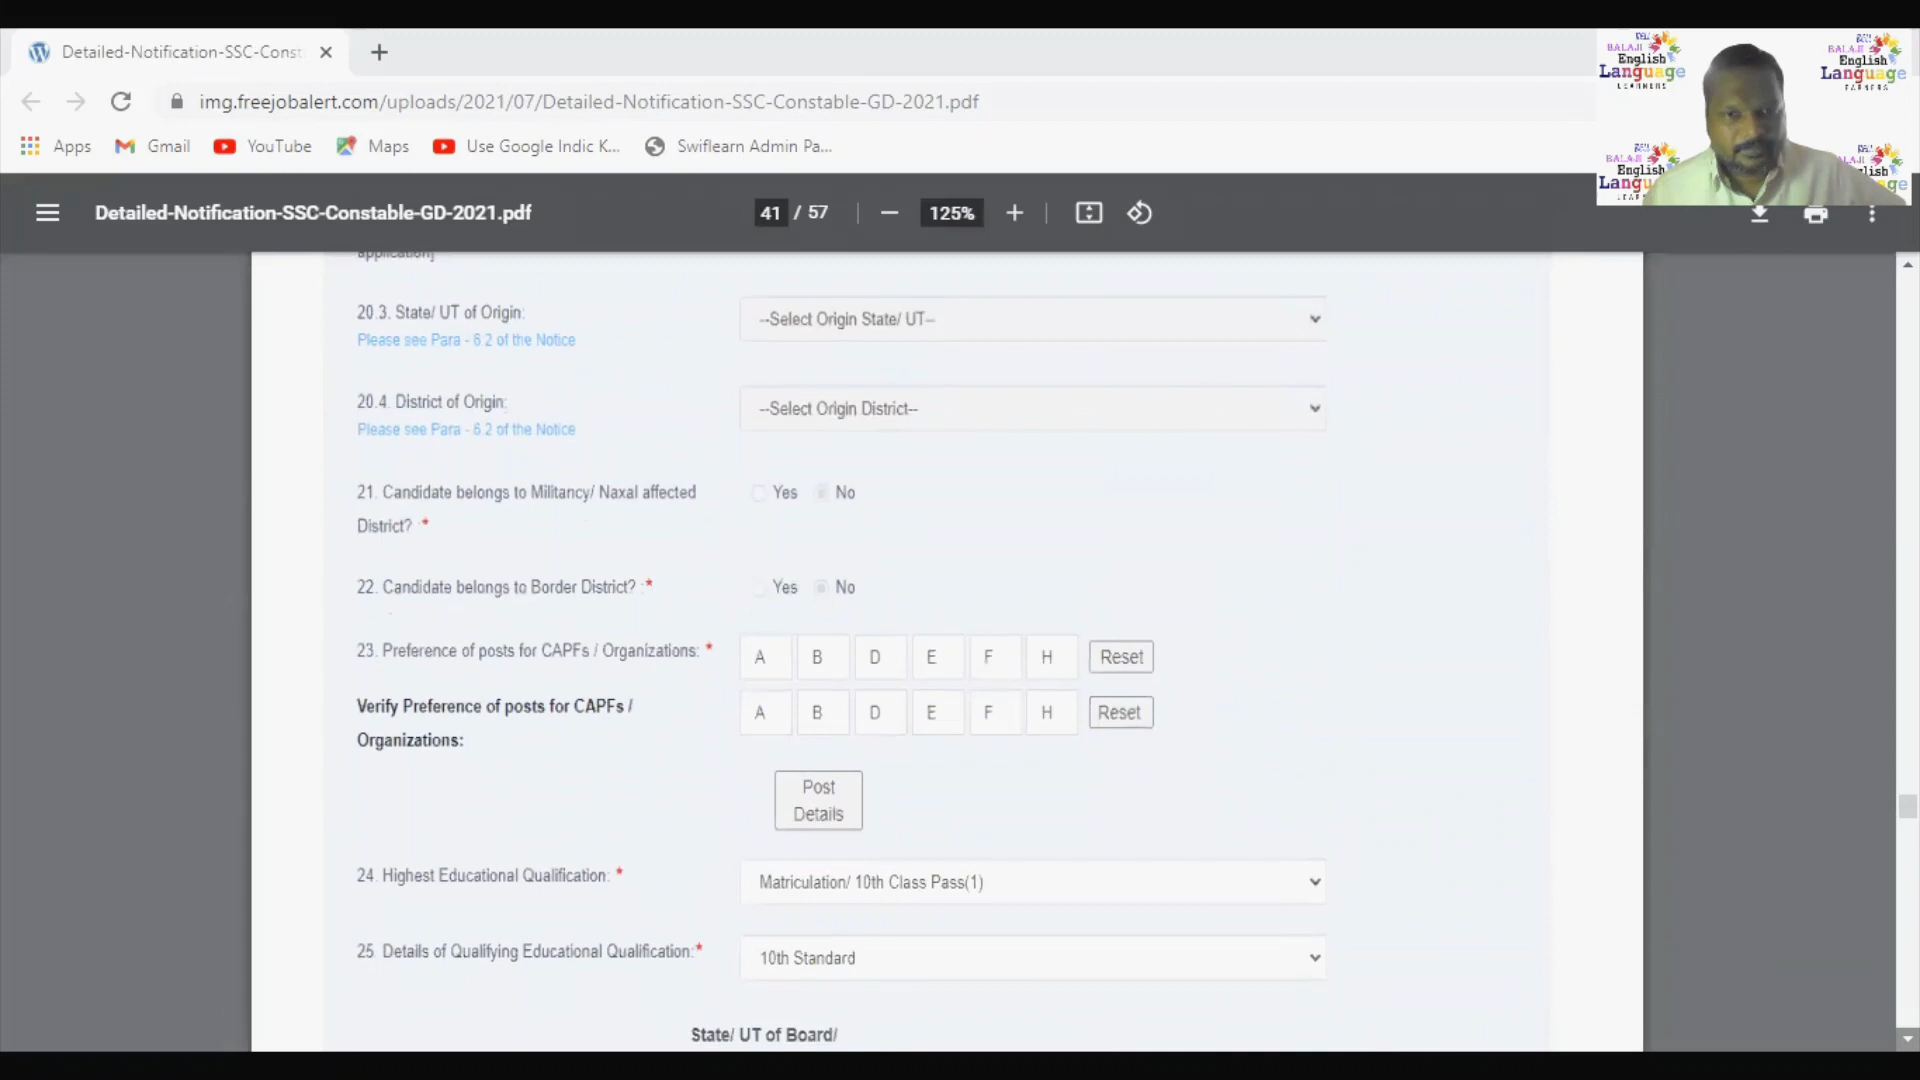 Detailed-Notification-SSC-Const
img.freejobalert.com/uploads/2021/07/Detailed-Notification-SSC-Constable-GD-2021.pdf
Apps Gmail YouTube Maps Use Google Indic K... Swiflearn Admin Pa...
BALAJI
English
Language
LEARNERS
BALAJI
English
Language
BALAJI
English
Detailed-Notification-SSC-Constable-GD-2021.pdf 41 / 57 125%
application]
20.3. State/ UT of Origin: --Select Origin State/ UT--
Please see Para - 6.2 of the Notice
20.4. District of Origin: --Select Origin District--
Please see Para - 6.2 of the Notice
21. Candidate belongs to Militancy/ Naxal affected Yes No
District? *
22. Candidate belongs to Border District? :* Yes No
23. Preference of posts for CAPFs / Organizations: * A B D E F H Reset
Verify Preference of posts for CAPFs / A B D E F H Reset
Organizations:
Post
Details
24. Highest Educational Qualification: * Matriculation/ 10th Class Pass(1)
25. Details of Qualifying Educational Qualification:* 10th Standard
State/ UT of Board/